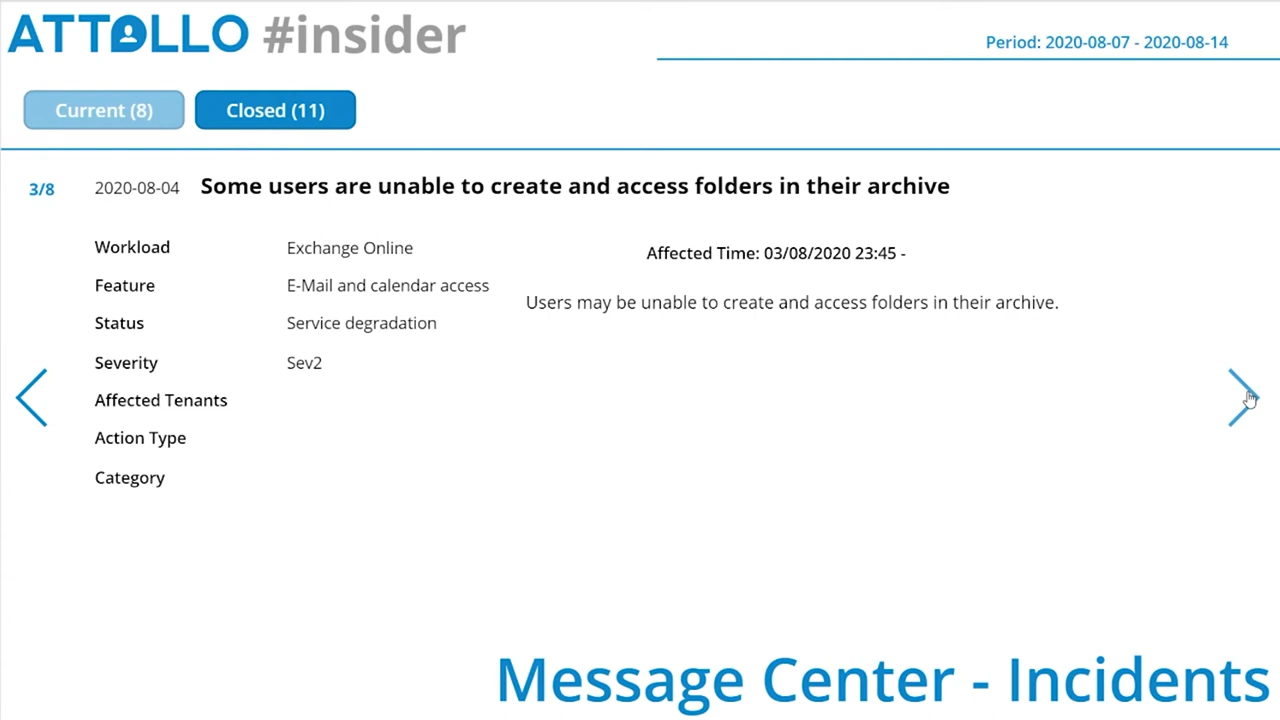 ATTOLLO #insider
Period: 2020-08-07 - 2020-08-14
Current (8)
Closed (11)
3/8
2020-08-04
Some users are unable to create and access folders in their archive
Workload
Exchange Online
Affected Time: 03/08/2020 23:45 -
Feature
E-Mail and calendar access
Users may be unable to create and access folders in their archive.
Status
Service degradation
Severity
Sev2
Affected Tenants
Action Type
Category
Message Center - Incidents